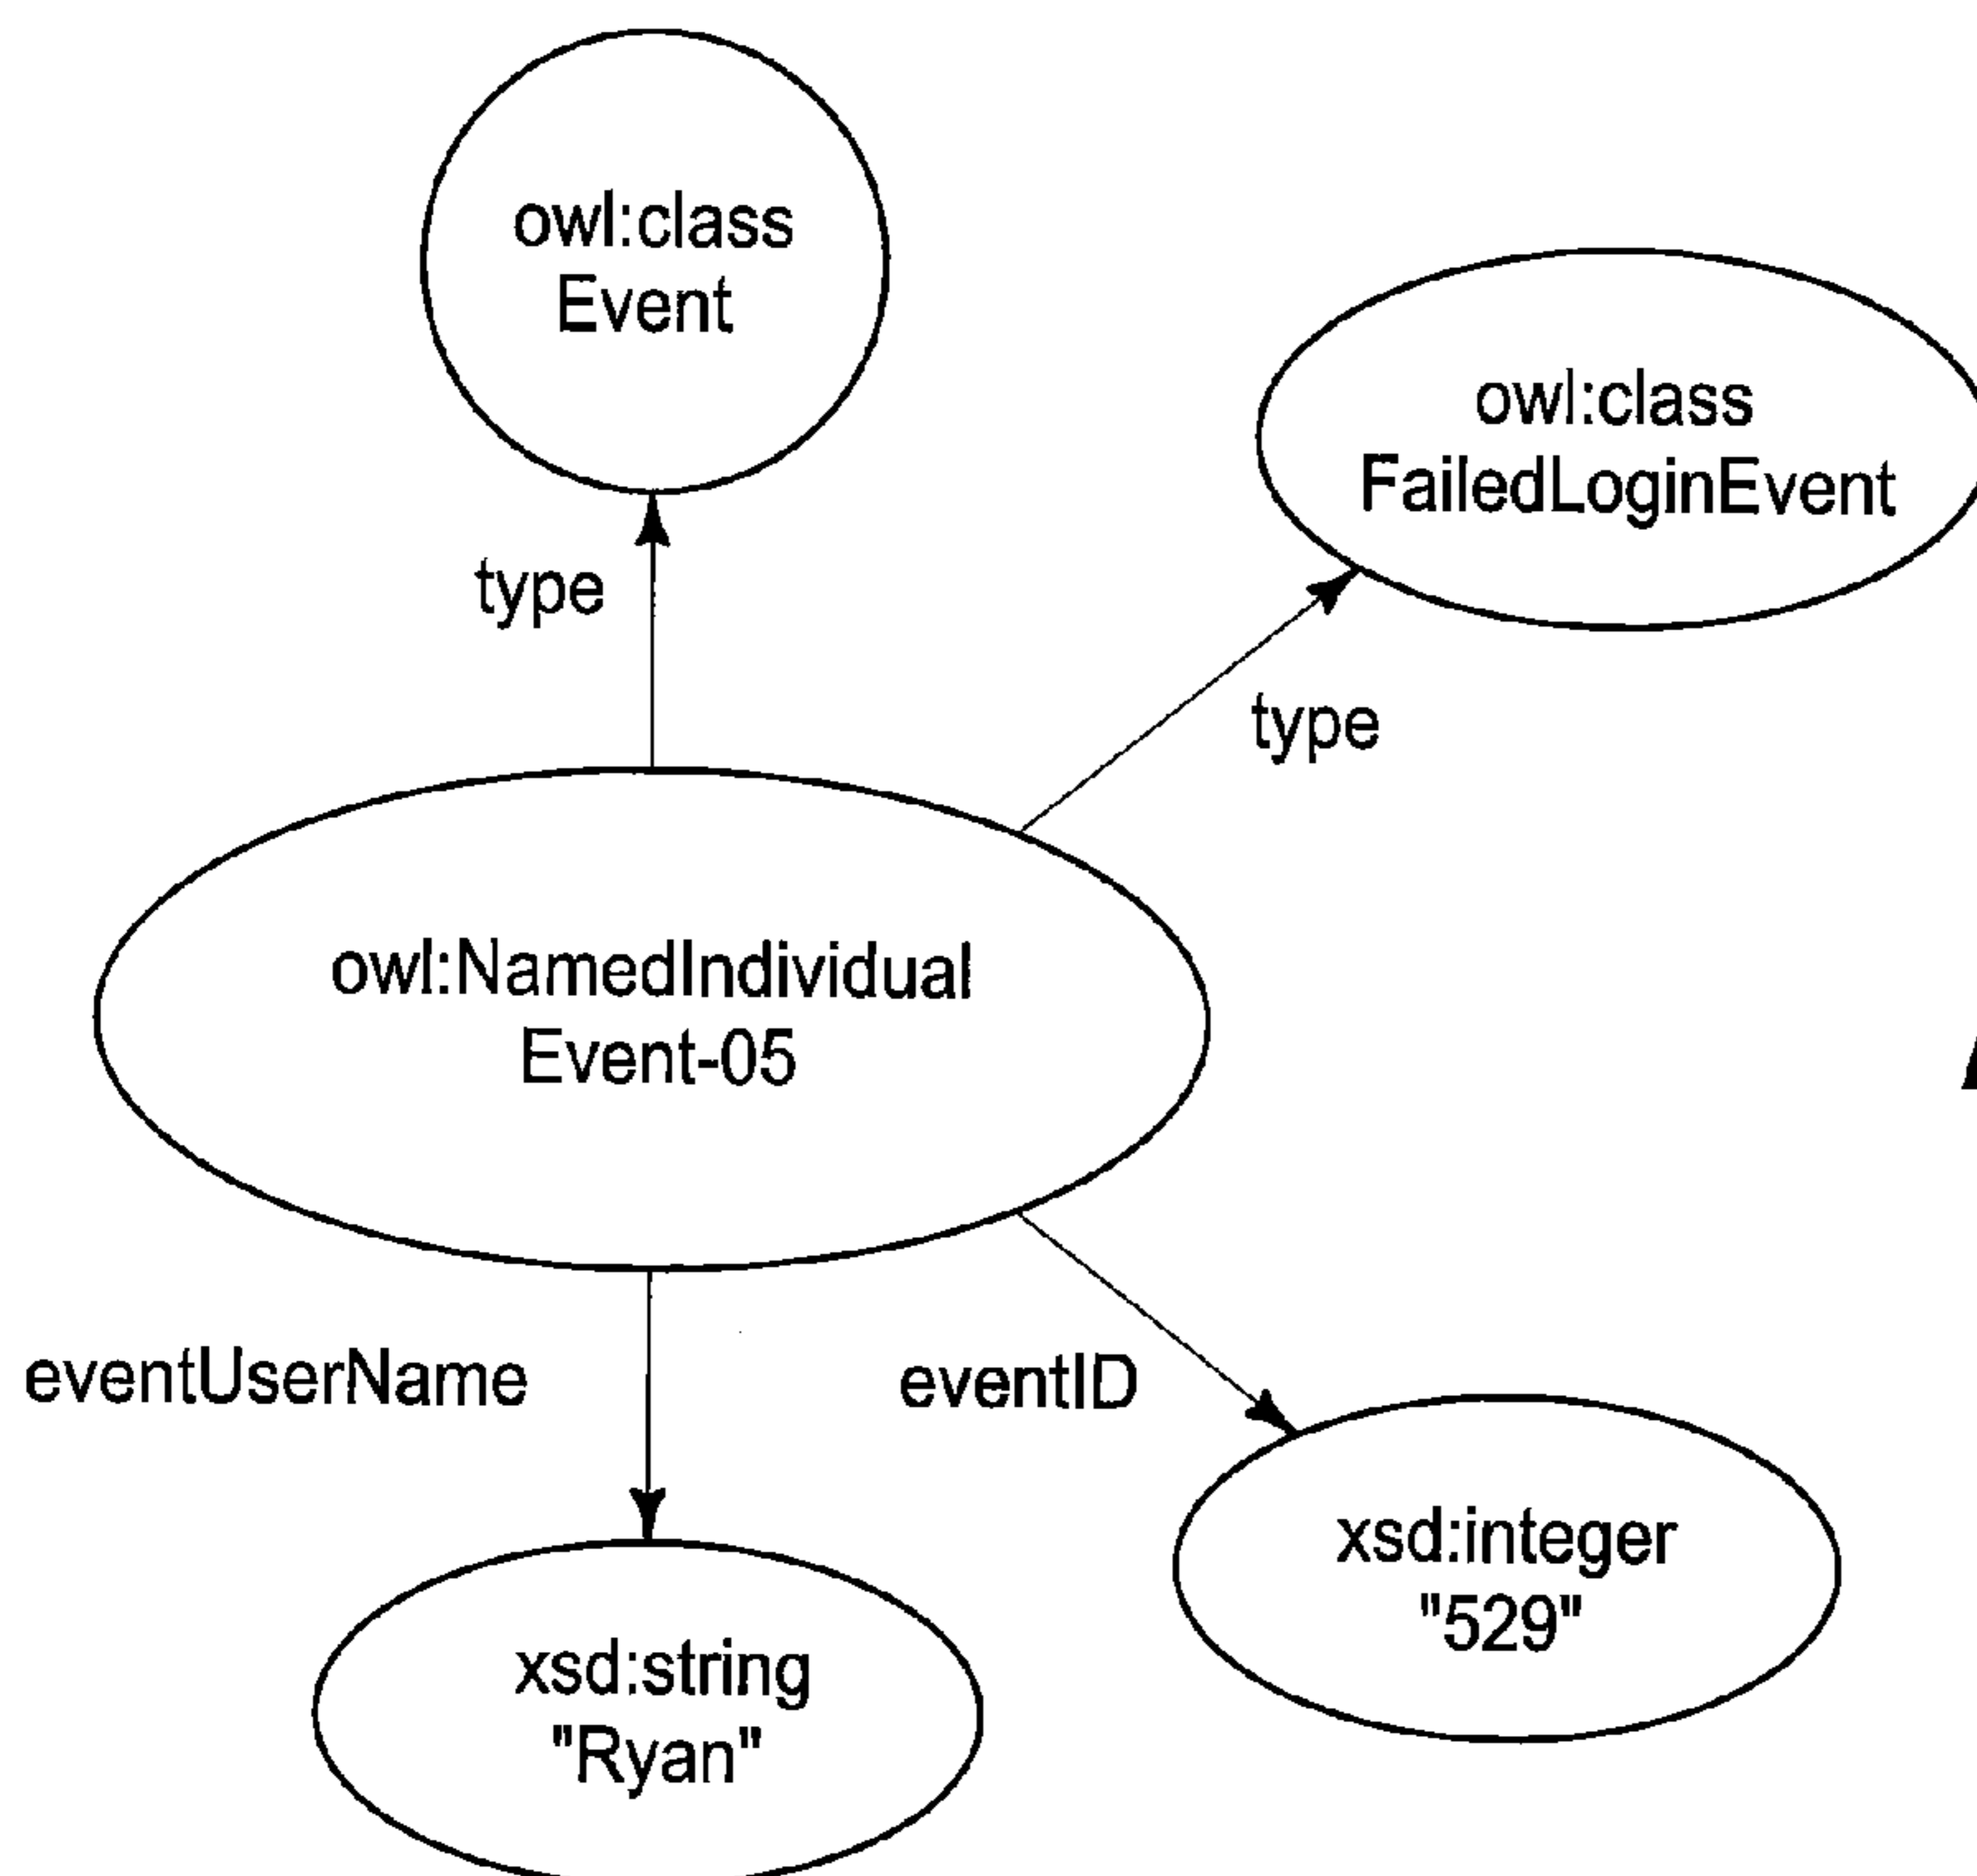 owl:class
Event
owl:class
FailedLoginEvent
type
type
owl:NamedIndividual
Event-05
eventUserName
eventID
xsd:integer
"529"
xsd:string
"Ryan"